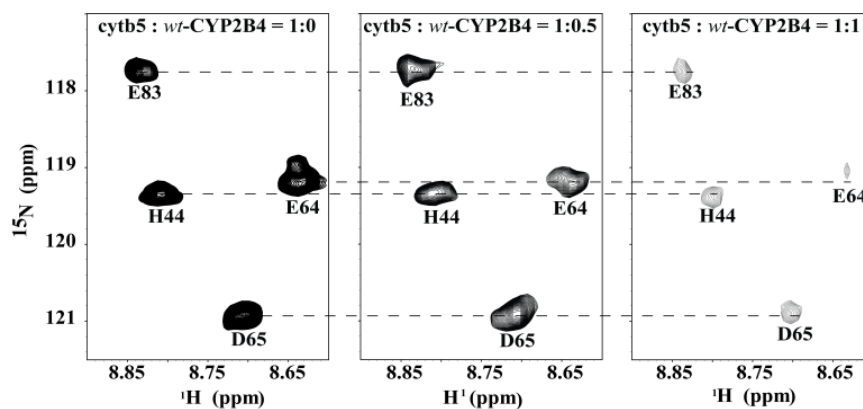 cytb5 : wt-CYP2B4 = 1:0
cytb5 : wt-CYP2B4 = 1:0.5
cytb5 : wt-CYP2B4 = 1:1
E83
E83
E83
118
119
120
121
15N (ppm)
H44
E64
H44
E64
H44
E64
D65
D65
D65
8.85 8.75 8.65
8.85 8.75 8.65
8.85 8.75 8.65
1H (ppm)
H1 (ppm)
1H (ppm)